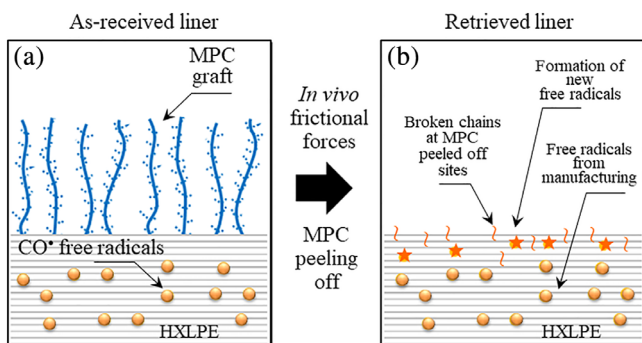 As-received liner
(a)
MPC
graft
CO• free radicals
HXLPE
In vivo
frictional
forces
MPC
peeling
off
Retrieved liner
(b)
Formation of
new
free radicals
Broken chains
at MPC
peeled off
sites
Free radicals
from
manufacturing
HXLPE